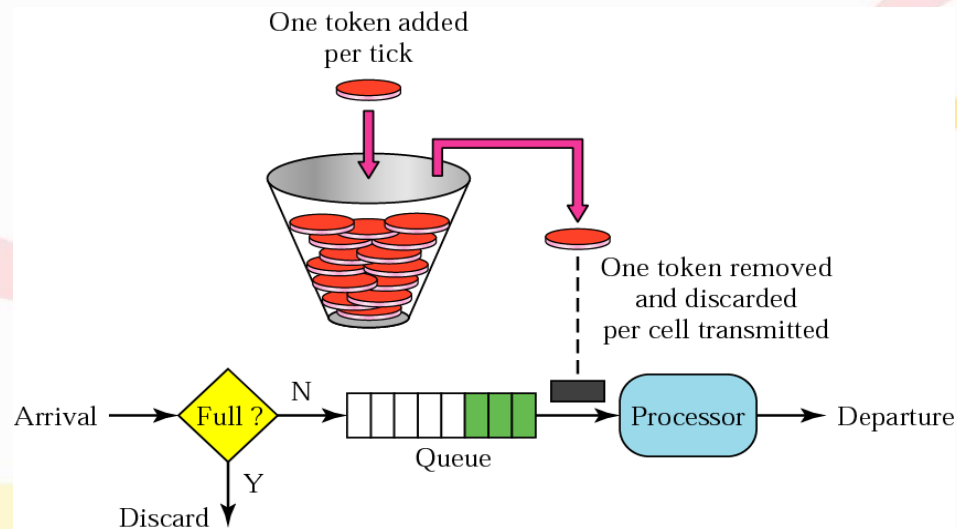 One token added
per tick
One token removed
and discarded
per cell transmitted
Arrival
Full ?
N
Processor
Departure
Queue
Y
Discard